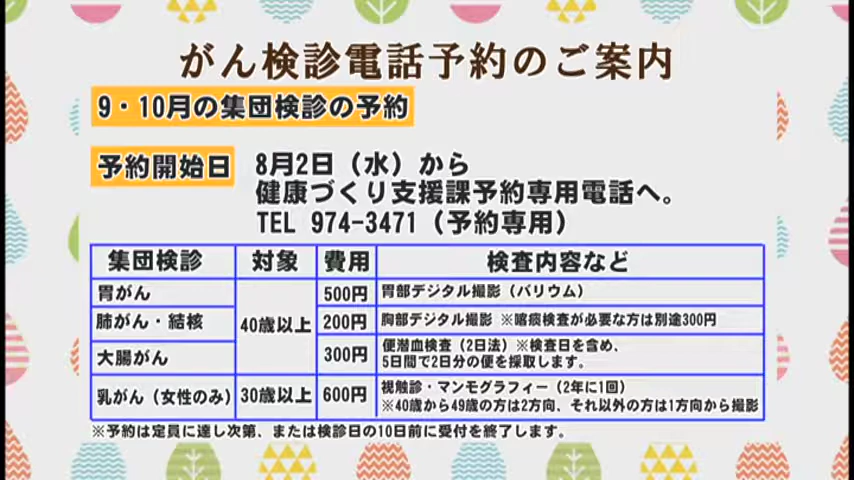 がん検診電話予約のご案内
9・10月の集団検診の予約
予約開始日 8月2日（水）から
健康づくり支援課予約専用電話へ。
TEL 974-3471（予約専用）
集団検診 対象 費用 検査内容など
胃がん 40歳以上 500円 胃部デジタル撮影（バリウム）
肺がん・結核 200円 胸部デジタル撮影 ※喀痰検査が必要な方は別途300円
大腸がん 300円 便潜血検査（2日法）※検査日を含め、
5日間で2日分の便を採取します。
乳がん（女性のみ） 30歳以上 600円 視触診・マンモグラフィー（2年に1回）
※40歳から49歳の方は2方向、それ以外の方は1方向から撮影
※予約は定員に達し次第、または検診日の10日前に受付を終了します。